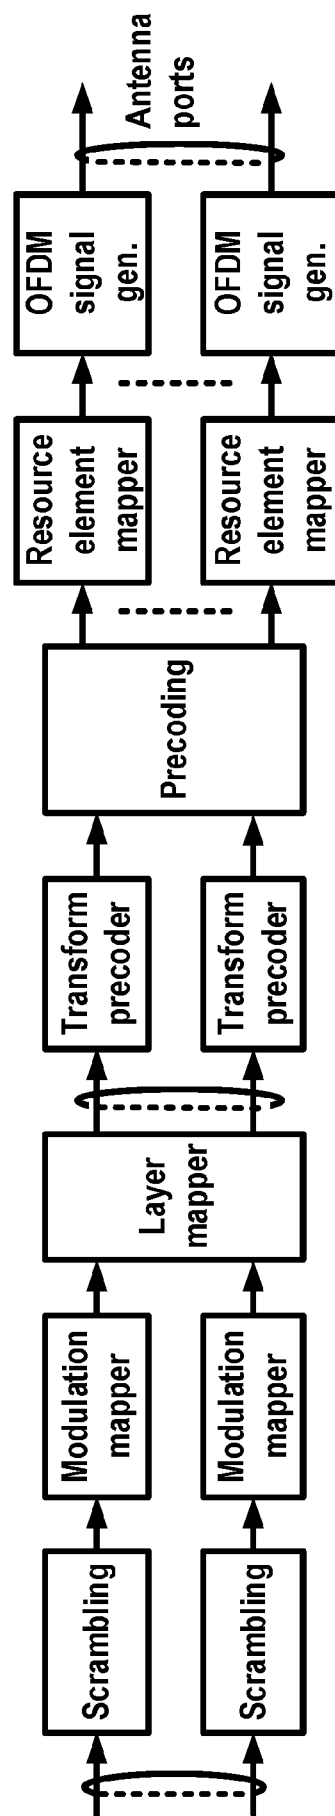 Scrambling
Scrambling
Modulation
mapper
Modulation
mapper
Layer
mapper
Transform
precoder
Transform
precoder
Precoding
Resource
element
mapper
Resource
element
mapper
OFDM
signal
gen.
OFDM
signal
gen.
Antenna
ports